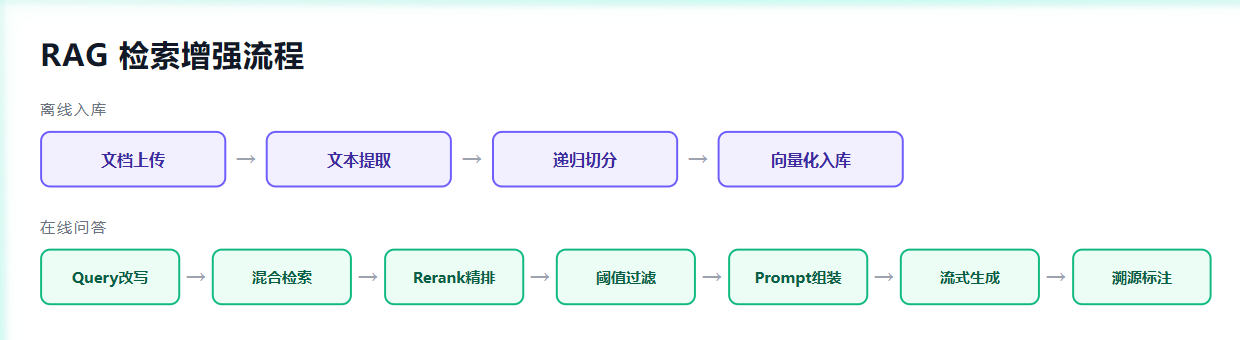 RAG 检索增强流程
离线入库
文档上传 → 文本提取 → 递归切分 → 向量化入库
在线问答
Query改写 → 混合检索 → Rerank精排 → 阈值过滤 → Prompt组装 → 流式生成 → 溯源标注